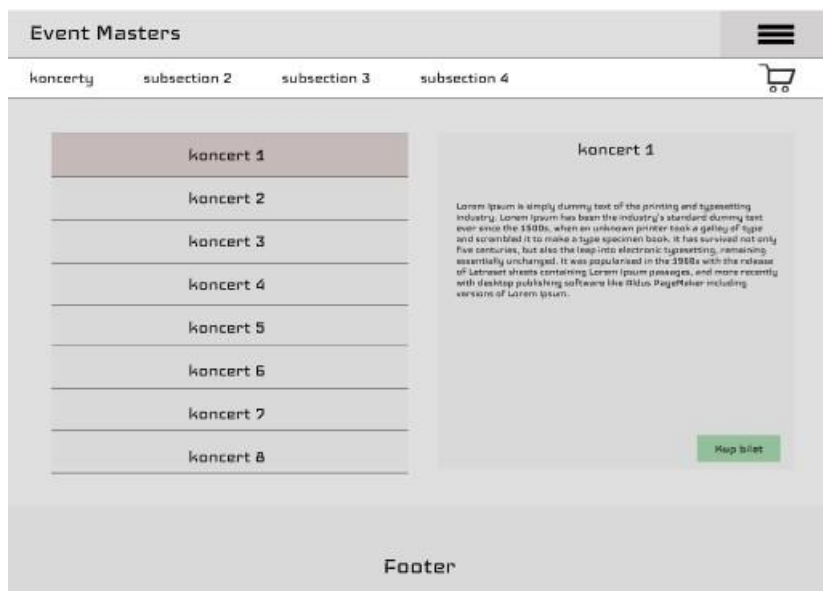 Event Masters
koncerty subsection 2 subsection 3 subsection 4
koncert 1
koncert 2
koncert 3
koncert 4
koncert 5
koncert 6
koncert 7
koncert 8
koncert 1
Lorem Ipsum is simply dummy text of the printing and typesetting
industry. Lorem Ipsum has been the industry's standard dummy text
ever since the 1500s, when an unknown printer took a galley of type
and scrambled it to make a type specimen book. It has survived not only
five centuries, but also the leap into electronic typesetting, remaining
essentially unchanged. It was popularised in the 1960s with the release
of Letraset sheets containing Lorem Ipsum passages, and more recently
with desktop publishing software like Aldus PageMaker including
versions of Lorem Ipsum.
Kup bilet
Footer